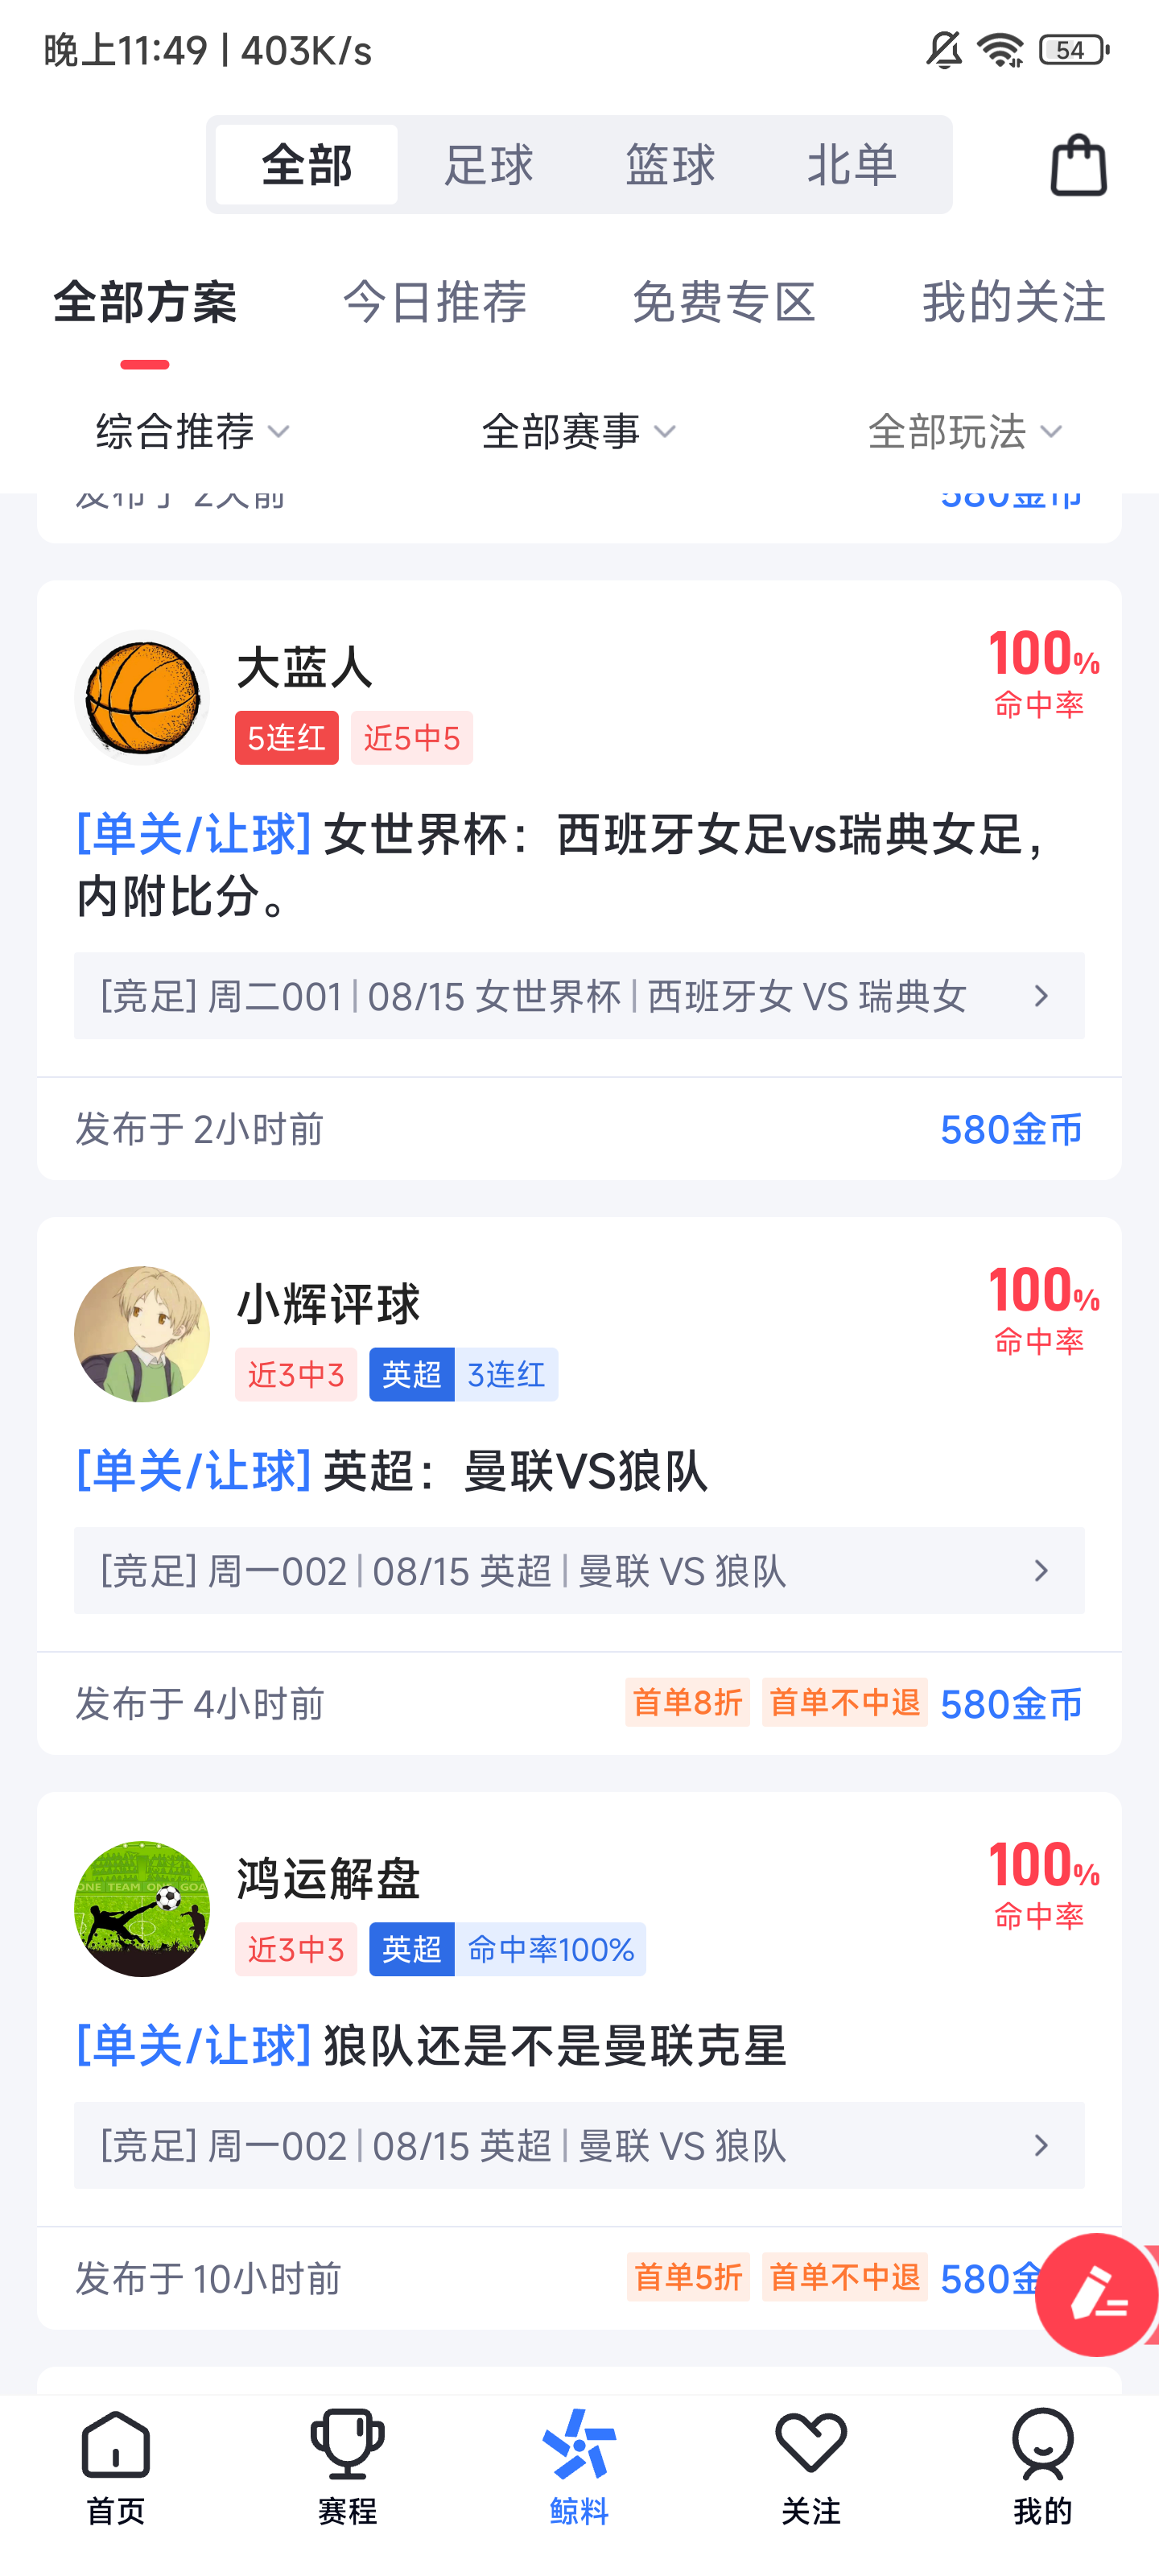 晚上11:49 | 403K/s
54
全部 足球 篮球 北单
全部方案 今日推荐 免费专区 我的关注
综合推荐 全部赛事 全部玩法
发布于 2天前 580金币
大蓝人
100%
命中率
5连红 近5中5
[单关/让球] 女世界杯：西班牙女足vs瑞典女足，
内附比分。
[竞足] 周二001 | 08/15 女世界杯 | 西班牙女 VS 瑞典女
发布于 2小时前 580金币
小辉评球
100%
命中率
近3中3 英超 3连红
[单关/让球] 英超：曼联VS狼队
[竞足] 周一002 | 08/15 英超 | 曼联 VS 狼队
发布于 4小时前 首单8折 首单不中退 580金币
ONE TEAM ON GOA
鸿运解盘
100%
命中率
近3中3 英超 命中率100%
[单关/让球] 狼队还是不是曼联克星
[竞足] 周一002 | 08/15 英超 | 曼联 VS 狼队
发布于 10小时前 首单5折 首单不中退 580金
首页 赛程 鲸料 关注 我的